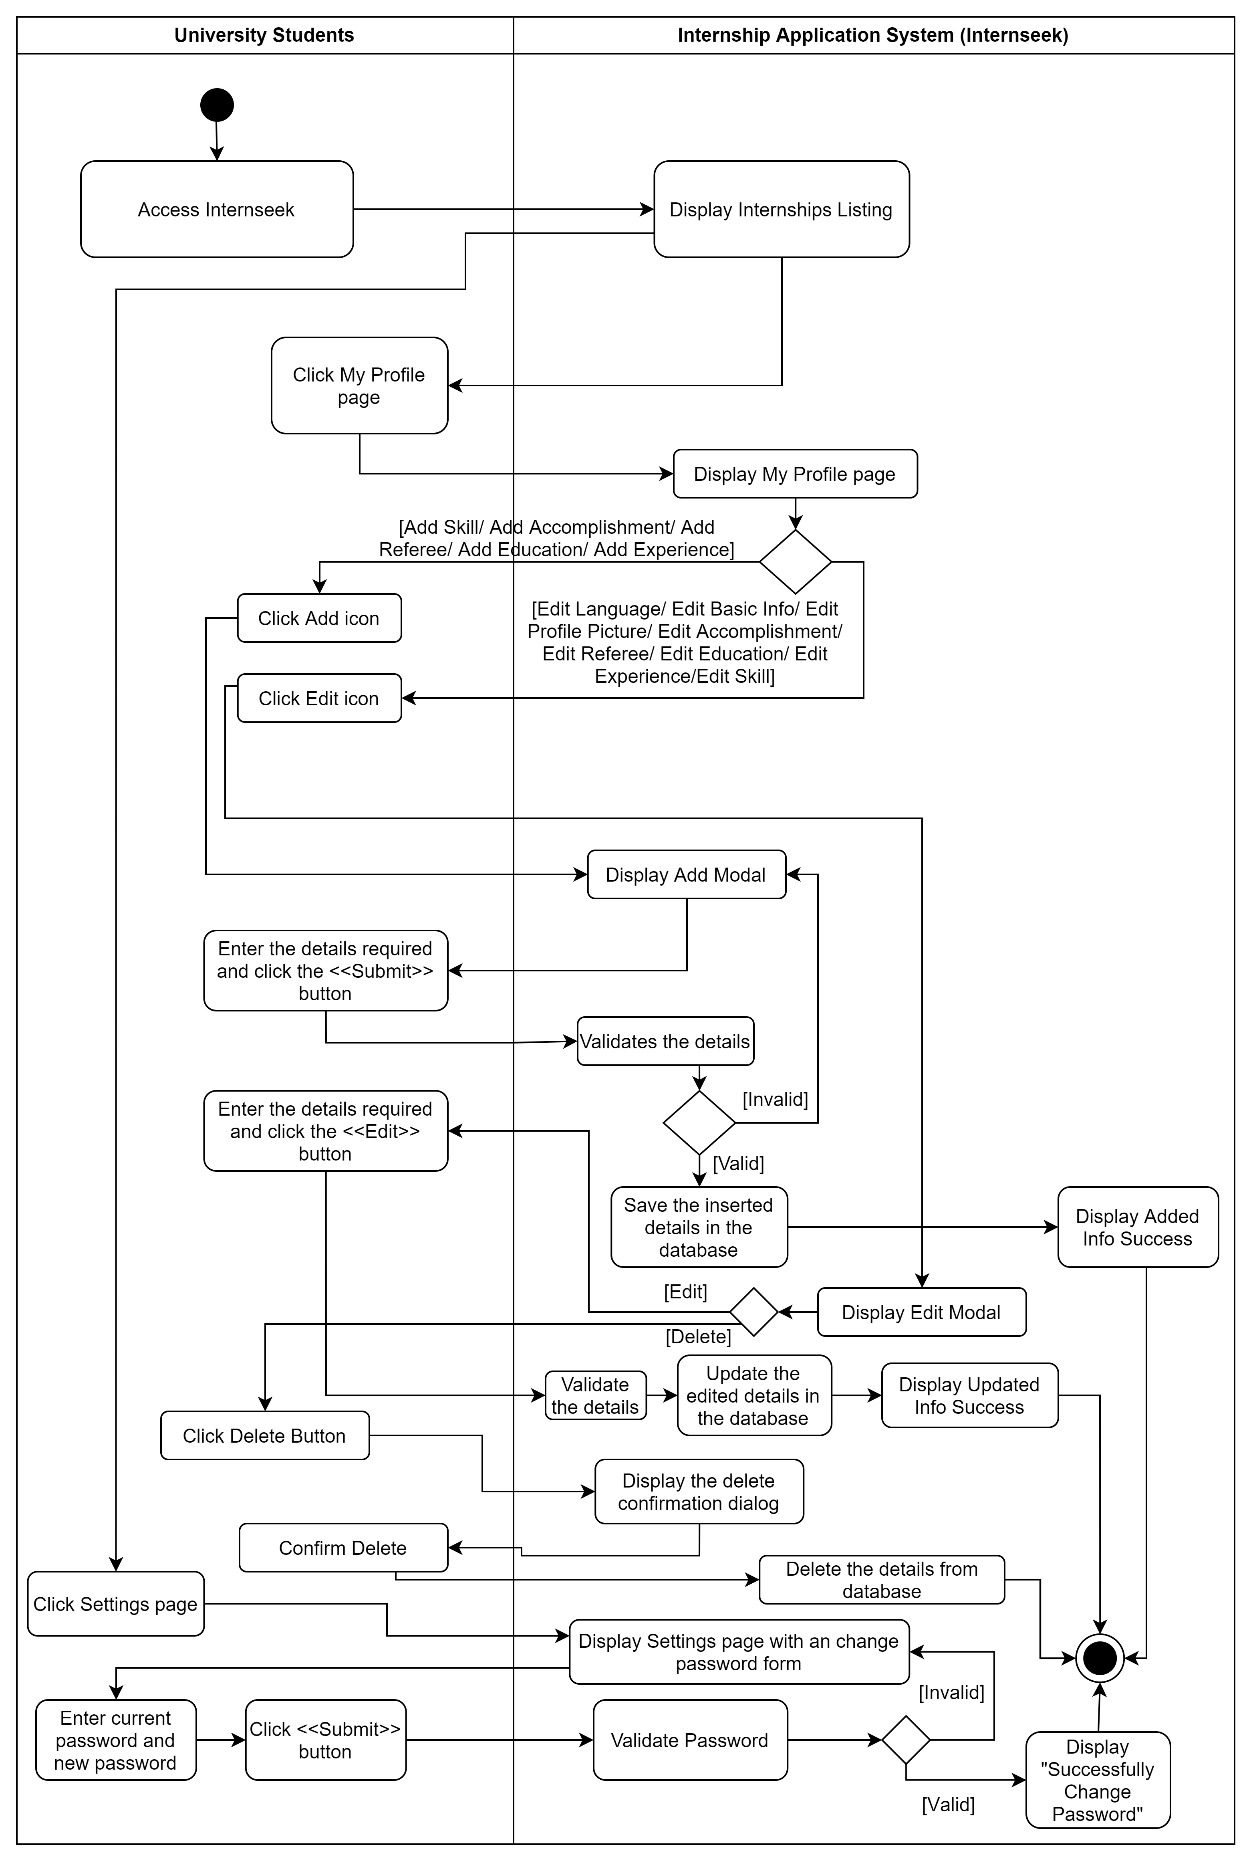 University Students
Internship Application System (Internseek)
Access Internseek
Display Internships Listing
Click My Profile
page
Display My Profile page
[Add Skill/ Add Accomplishment/ Add
Referee/ Add Education/ Add Experience]
Click Add icon
[Edit Language/ Edit Basic Info/ Edit
Profile Picture/ Edit Accomplishment/
Edit Referee/ Edit Education/ Edit
Experience/Edit Skill]
Click Edit icon
Display Add Modal
Enter the details required
and click the <<Submit>>
button
Validates the details
[Invalid]
Enter the details required
and click the <<Edit>>
button
[Valid]
Save the inserted
details in the
database
Display Added
Info Success
[Edit]
Display Edit Modal
[Delete]
Validate
the details
Update the
edited details in
the database
Display Updated
Info Success
Click Delete Button
Display the delete
confirmation dialog
Confirm Delete
Delete the details from
database
Click Settings page
Display Settings page with an change
password form
[Invalid]
Enter current
password and
new password
Click <<Submit>>
button
Validate Password
Display
"Successfully
Change
Password"
[Valid]